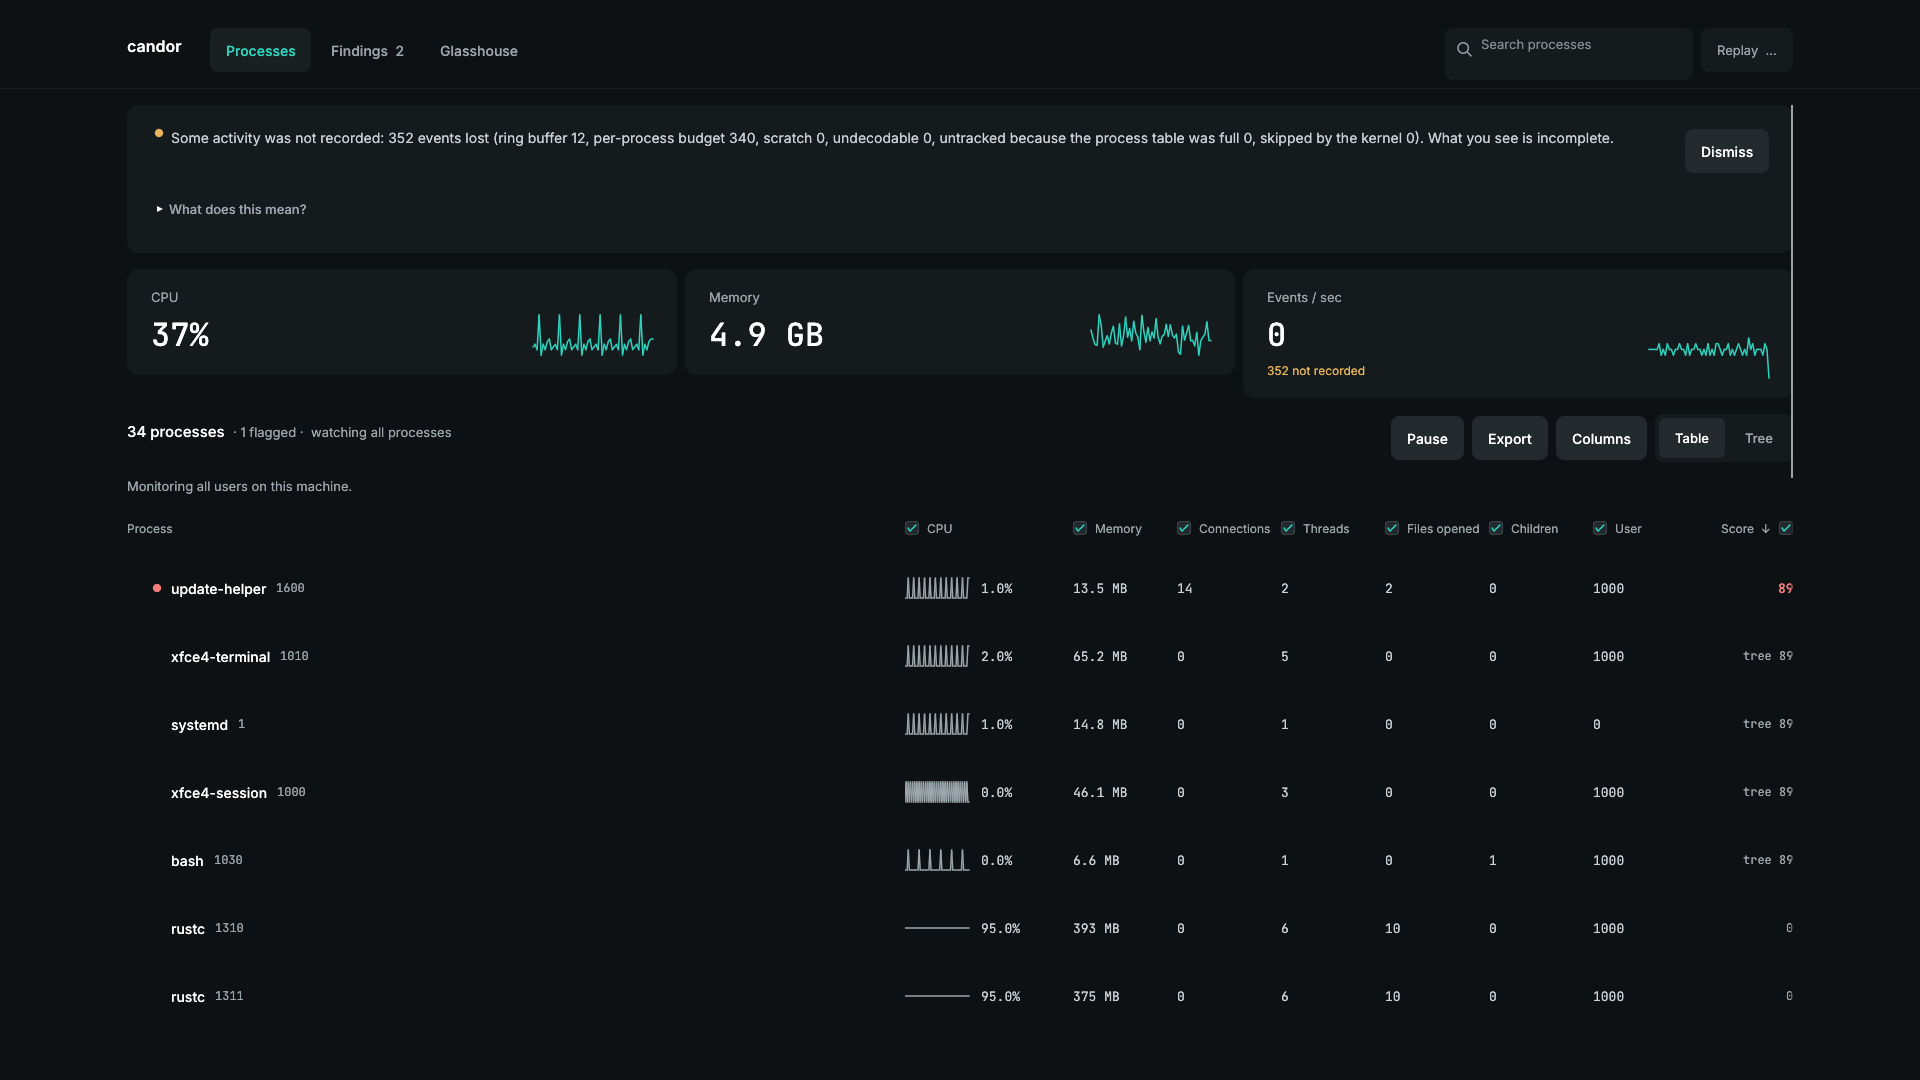 candor
Processes
Findings 2
Glasshouse
Search processes
Replay ...
Some activity was not recorded: 352 events lost (ring buffer 12, per-process budget 340, scratch 0, undecodable 0, untracked because the process table was full 0, skipped by the kernel 0). What you see is incomplete.
Dismiss
What does this mean?
CPU
37%
Memory
4.9 GB
Events / sec
0
352 not recorded
34 processes · 1 flagged · watching all processes
Pause
Export
Columns
Table
Tree
Monitoring all users on this machine.
Process CPU Memory Connections Threads Files opened Children User Score ↓
update-helper 1600 1.0% 13.5 MB 14 2 2 0 1000 89
xfce4-terminal 1010 2.0% 65.2 MB 0 5 0 0 1000 tree 89
systemd 1 1.0% 14.8 MB 0 1 0 0 0 tree 89
xfce4-session 1000 0.0% 46.1 MB 0 3 0 0 1000 tree 89
bash 1030 0.0% 6.6 MB 0 1 0 1 1000 tree 89
rustc 1310 95.0% 393 MB 0 6 10 0 1000 0
rustc 1311 95.0% 375 MB 0 6 10 0 1000 0